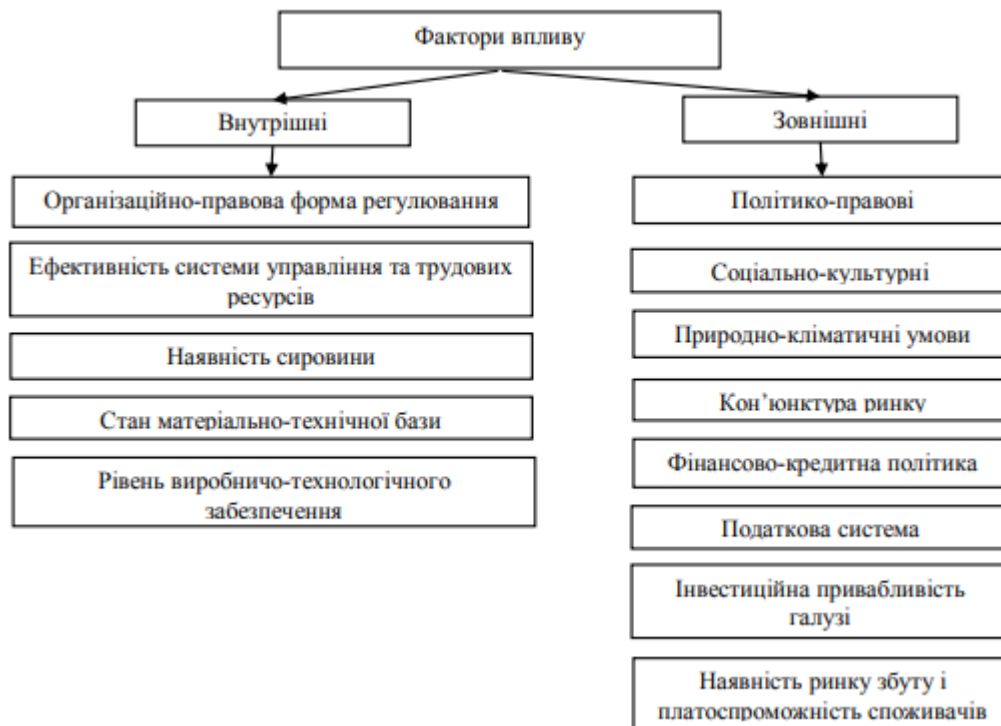 Фактори впливу
Внутрішні
Зовнішні
Організаційно-правова форма регулювання
Ефективність системи управління та трудових
ресурсів
Наявність сировини
Стан матеріально-технічної бази
Рівень виробничо-технологічного
забезпечення
Політико-правові
Соціально-культурні
Природно-кліматичні умови
Кон’юнктура ринку
Фінансово-кредитна політика
Податкова система
Інвестиційна привабливість
галузі
Наявність ринку збуту і
платоспроможність споживачів